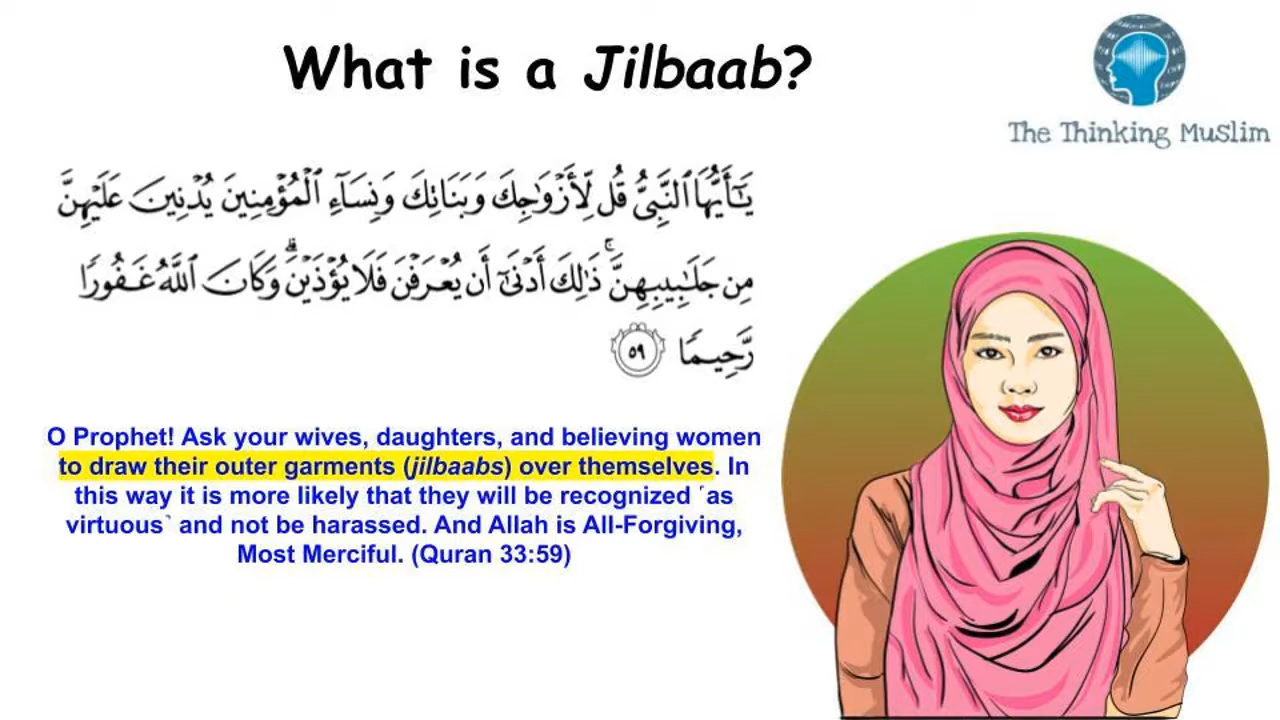 What is a Jilbaab?
The Thinking Muslim
يَـٰٓأَيُّهَا ٱلنَّبِىُّ قُل لِّأَزْوَٰجِكَ وَبَنَاتِكَ وَنِسَآءِ ٱلْمُؤْمِنِينَ يُدْنِينَ عَلَيْهِنَّ
مِن جَلَـٰبِيبِهِنَّ ۚ ذَٰلِكَ أَدْنَىٰٓ أَن يُعْرَفْنَ فَلَا يُؤْذَيْنَ ۗ وَكَانَ ٱللَّهُ غَفُورًا
رَّحِيمًا ٥٩
O Prophet! Ask your wives, daughters, and believing women
to draw their outer garments (jilbaabs) over themselves. In
this way it is more likely that they will be recognized ˹as
virtuous˺ and not be harassed. And Allah is All-Forgiving,
Most Merciful. (Quran 33:59)